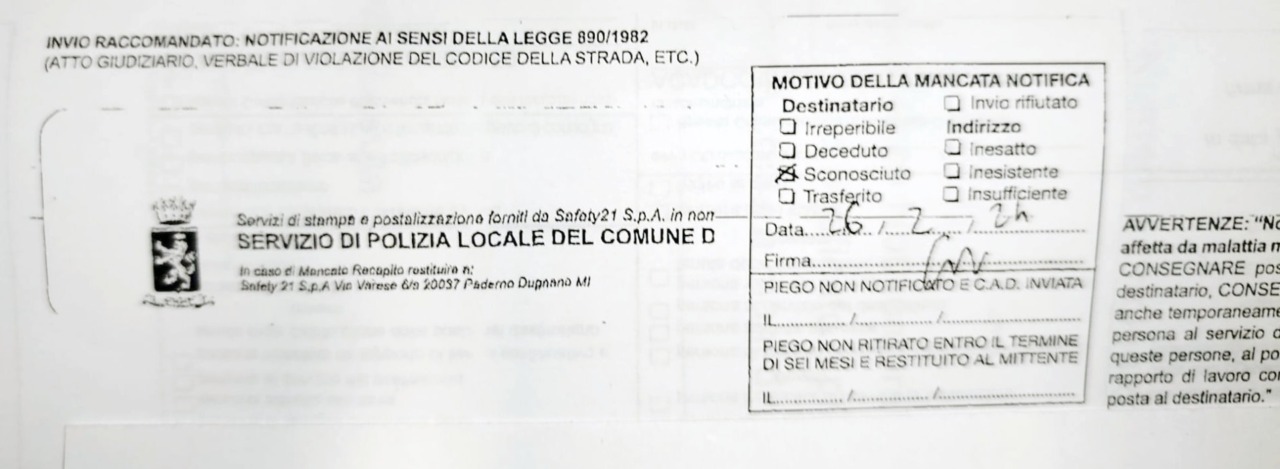 INVIO RACCOMANDATO: NOTIFICAZIONE AI SENSI DELLA LEGGE 890/1982
(ATTO GIUDIZIARIO, VERBALE DI VIOLAZIONE DEL CODICE DELLA STRADA, ETC.)
Servizi di stampa e postalizzazione forniti da Safety21 S.p.A. in non
SERVIZIO DI POLIZIA LOCALE DEL COMUNE D
In caso di Mancato Recapito restituire a:
Safety 21 S.p.A Via Varese 6/a 20037 Paderno Dugnano MI
MOTIVO DELLA MANCATA NOTIFICA
Destinatario ☐ Invio rifiutato
☐ Irreperibile Indirizzo
☐ Deceduto ☐ Inesatto
☒ Sconosciuto ☐ Inesistente
☐ Trasferito ☐ Insufficiente
Data 26 / 2 / 24
Firma
PIEGO NON NOTIFICATO E C.A.D. INVIATA
IL / /
PIEGO NON RITIRATO ENTRO IL TERMINE
DI SEI MESI E RESTITUITO AL MITTENTE
IL / /
AVVERTENZE: "No
affetta da malattia m
CONSEGNARE pos
destinatario, CONSE
anche temporaneame
persona al servizio d
queste persone, al po
rapporto di lavoro con
posta al destinatario."